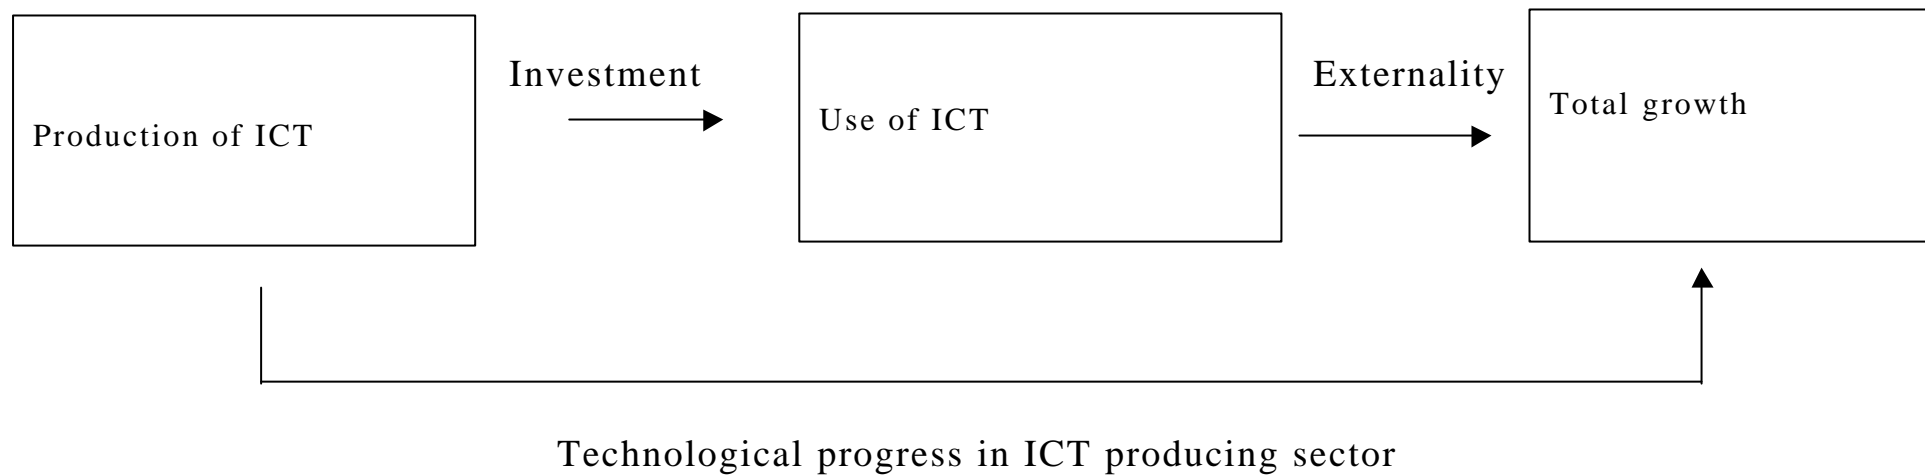 Production of ICT
Investment
Use of ICT
Externality
Total growth
Technological progress in ICT producing sector